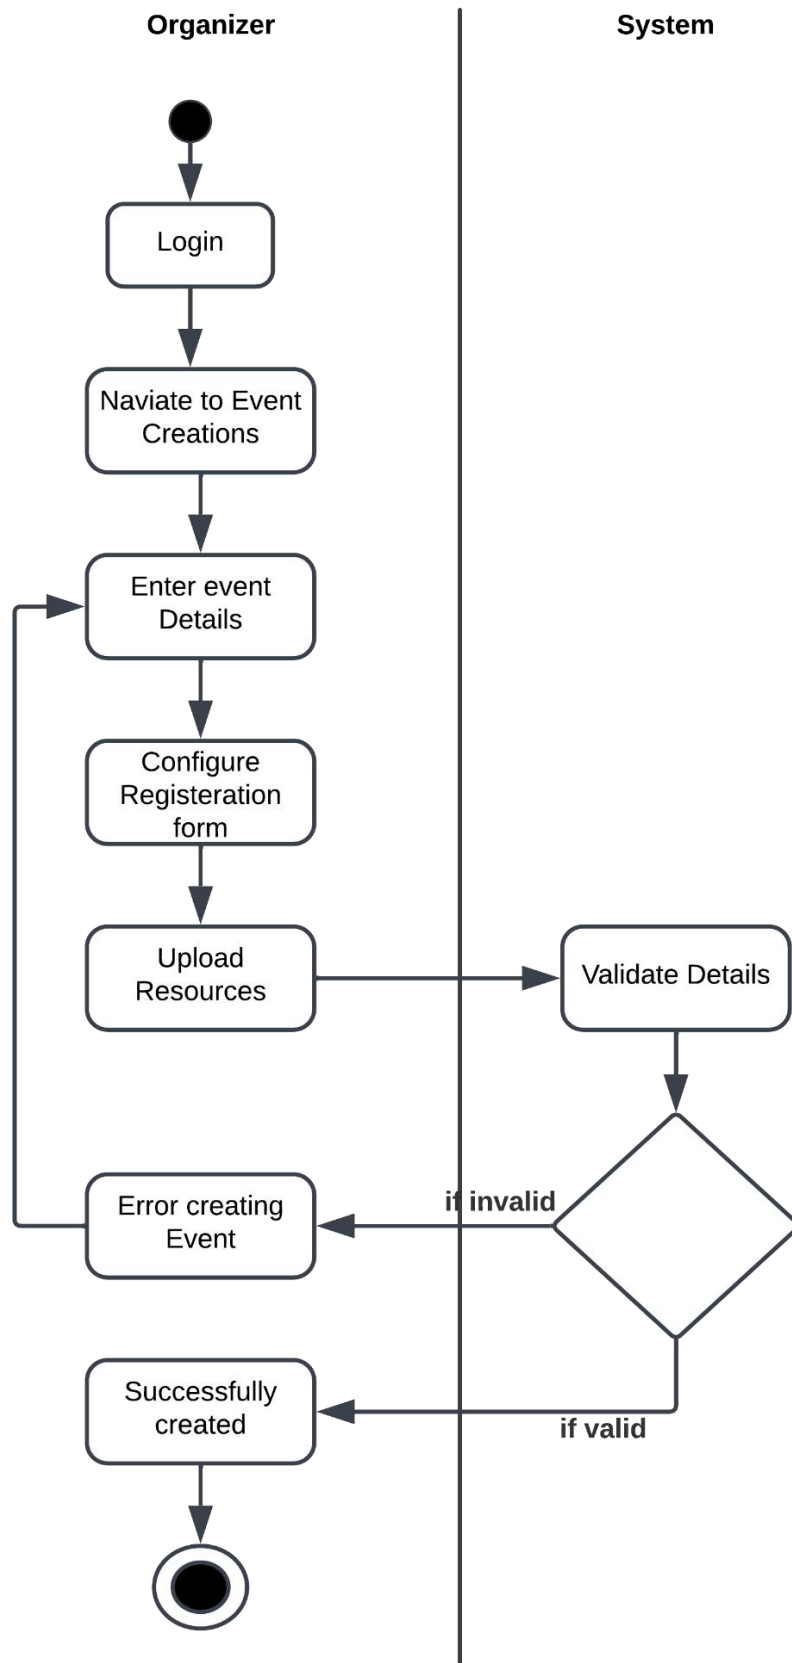 Organizer
System
Login
Naviate to Event
Creations
Enter event
Details
Configure
Registeration
form
Upload
Resources
Validate Details
if invalid
Error creating
Event
Successfully
created
if valid